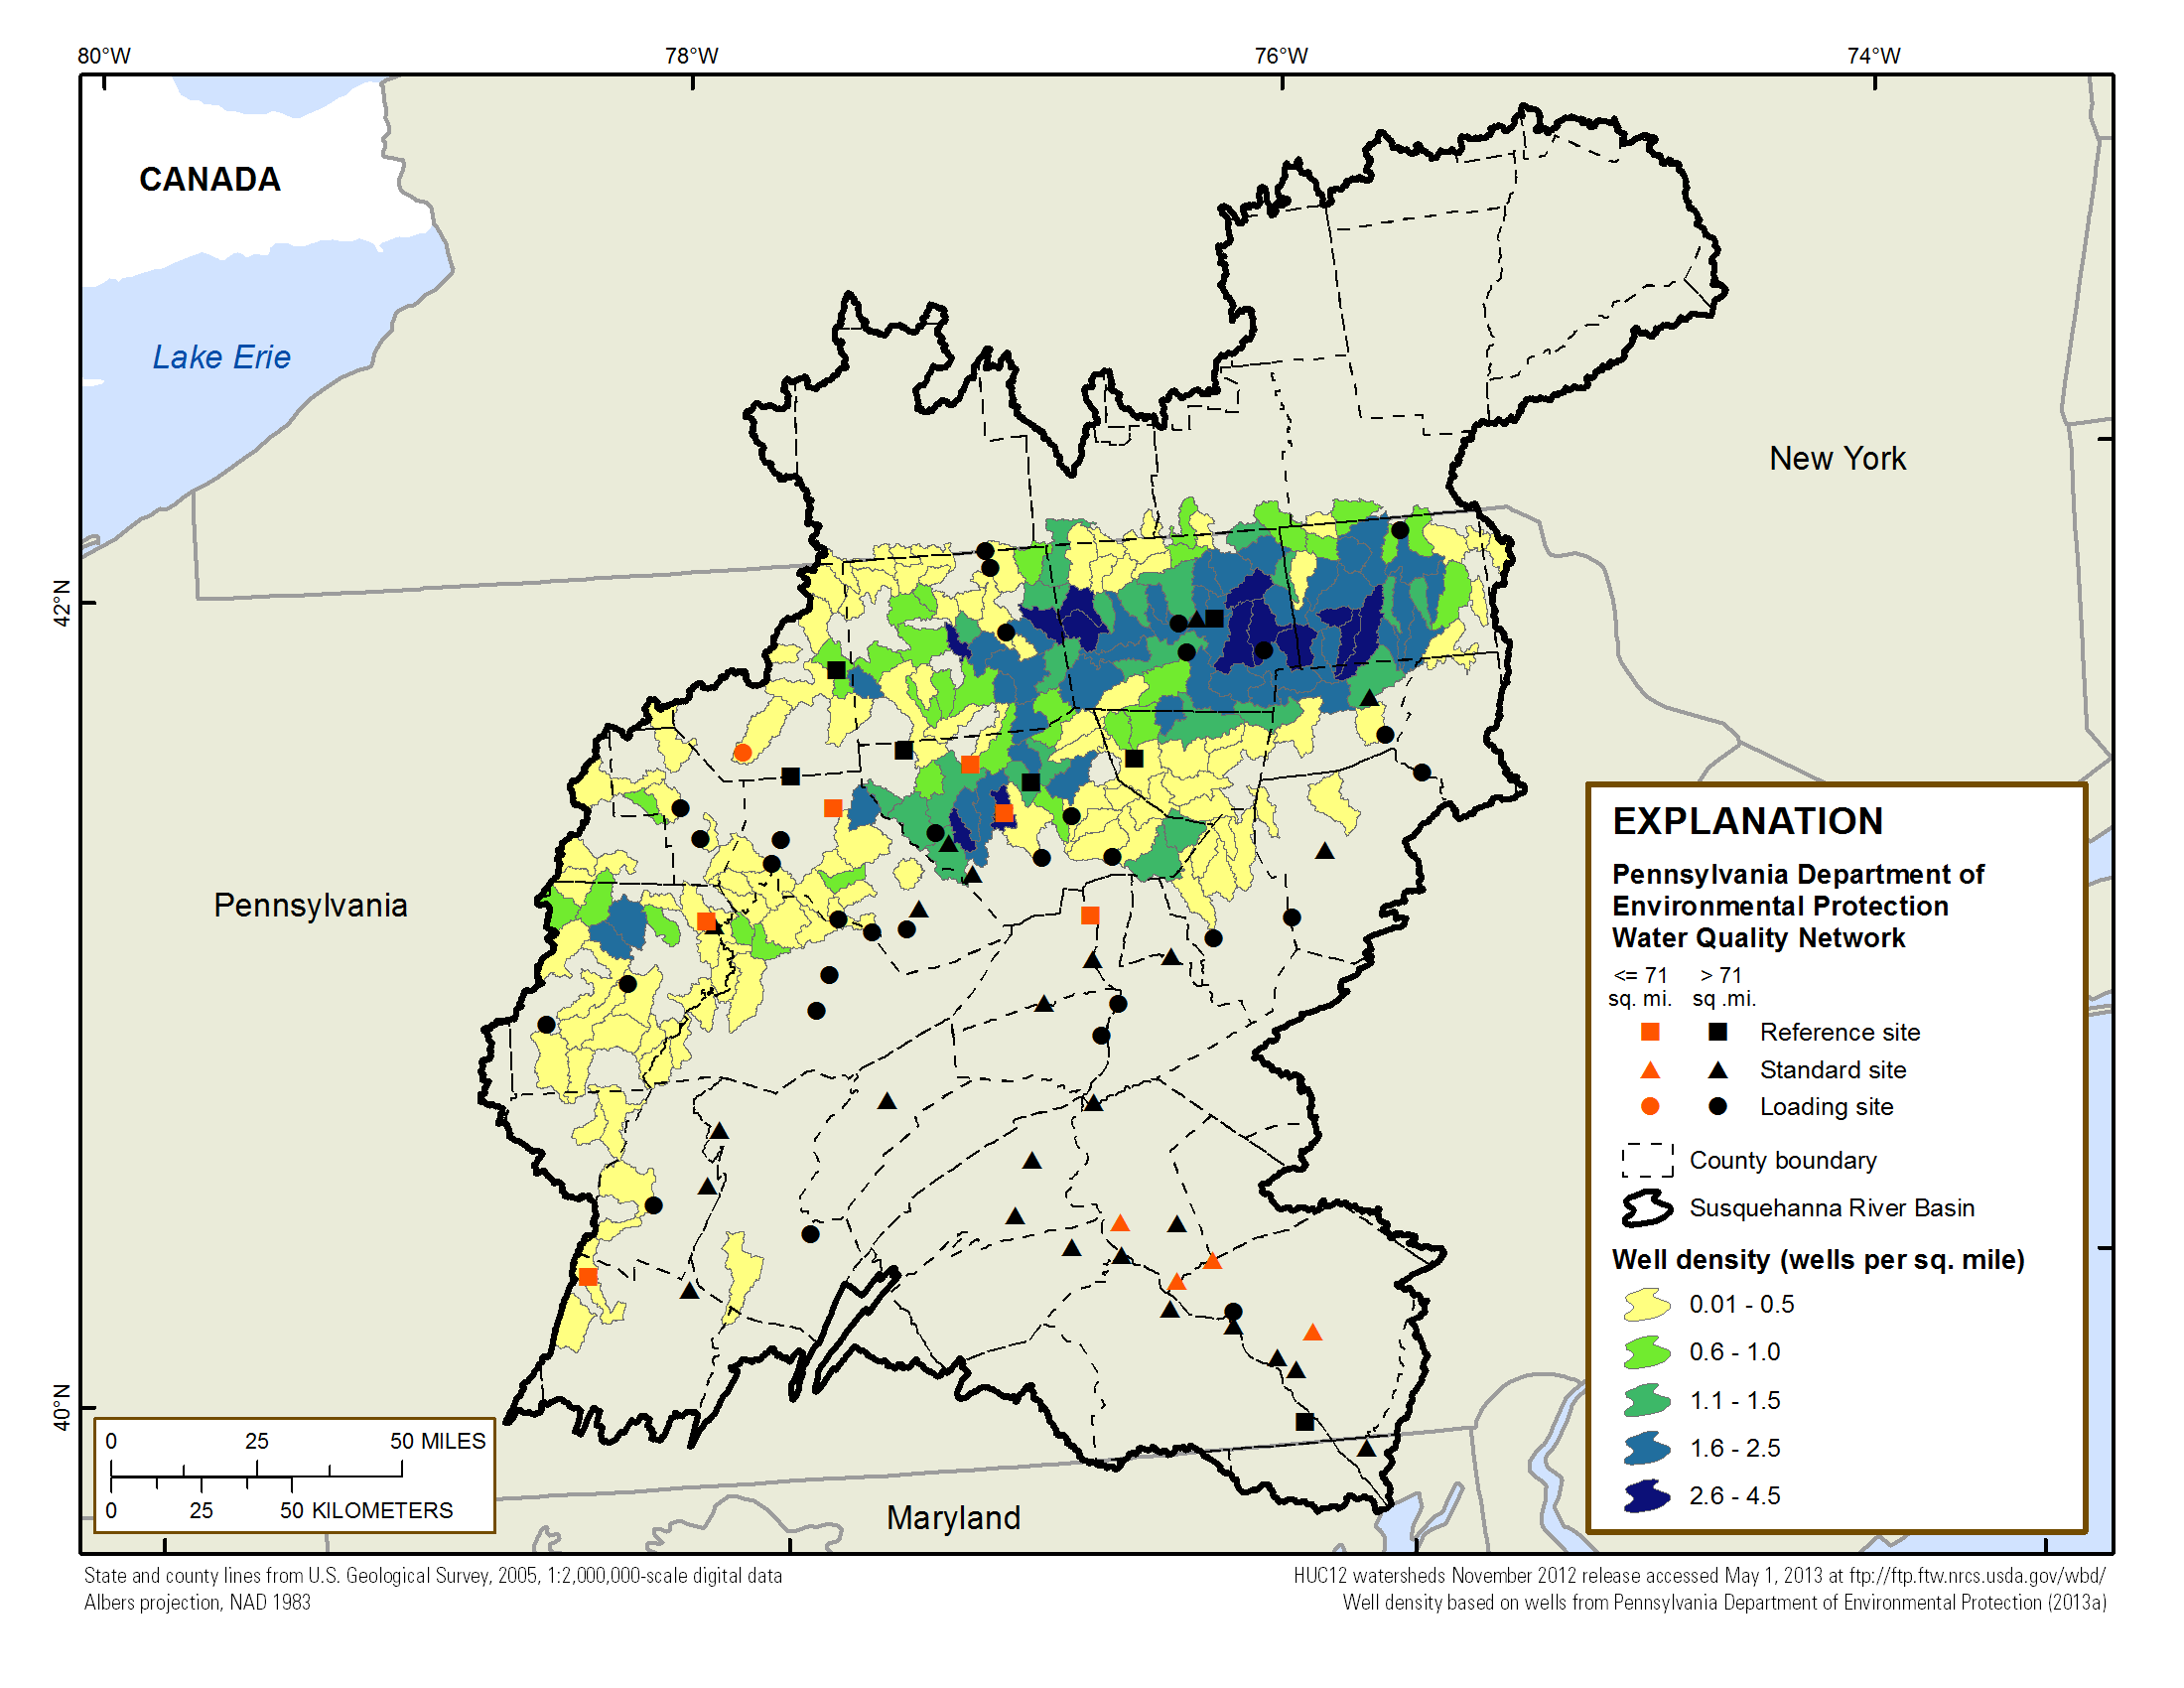 80°W 78°W 76°W 74°W
CANADA
Lake Erie
New York
42°N
Pennsylvania
40°N
Maryland
EXPLANATION
Pennsylvania Department of
Environmental Protection
Water Quality Network
<= 71 > 71
sq. mi. sq .mi.
Reference site
Standard site
Loading site
County boundary
Susquehanna River Basin
Well density (wells per sq. mile)
0.01 - 0.5
0.6 - 1.0
1.1 - 1.5
1.6 - 2.5
2.6 - 4.5
0 25 50 MILES
0 25 50 KILOMETERS
State and county lines from U.S. Geological Survey, 2005, 1:2,000,000-scale digital data
Albers projection, NAD 1983
HUC12 watersheds November 2012 release accessed May 1, 2013 at ftp://ftp.ftw.nrcs.usda.gov/wbd/
Well density based on wells from Pennsylvania Department of Environmental Protection (2013a)